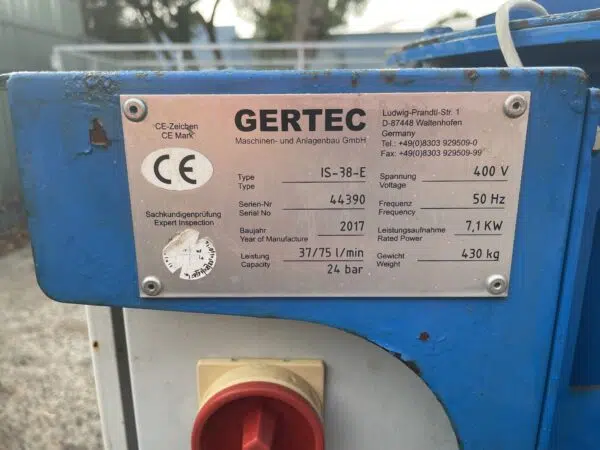 CE-Zeichen
CE Mark
CE
Sachkundigenprüfung
Expert Inspection
GERTEC
Maschinen- und Anlagenbau GmbH
Ludwig-Prandtl-Str. 1
D-87448 Waltenhofen
Germany
Tel.: +49(0)8303 929509-0
Fax: +49(0)8303 929509-99
Type IS-38-E
Type
Serien-Nr 44390
Serial No
Baujahr 2017
Year of Manufacture
Leistung 37/75 l/min
Capacity 24 bar
Spannung 400 V
Voltage
Frequenz 50 Hz
Frequency
Leistungsaufnahme 7,1 KW
Rated Power
Gewicht 430 kg
Weight